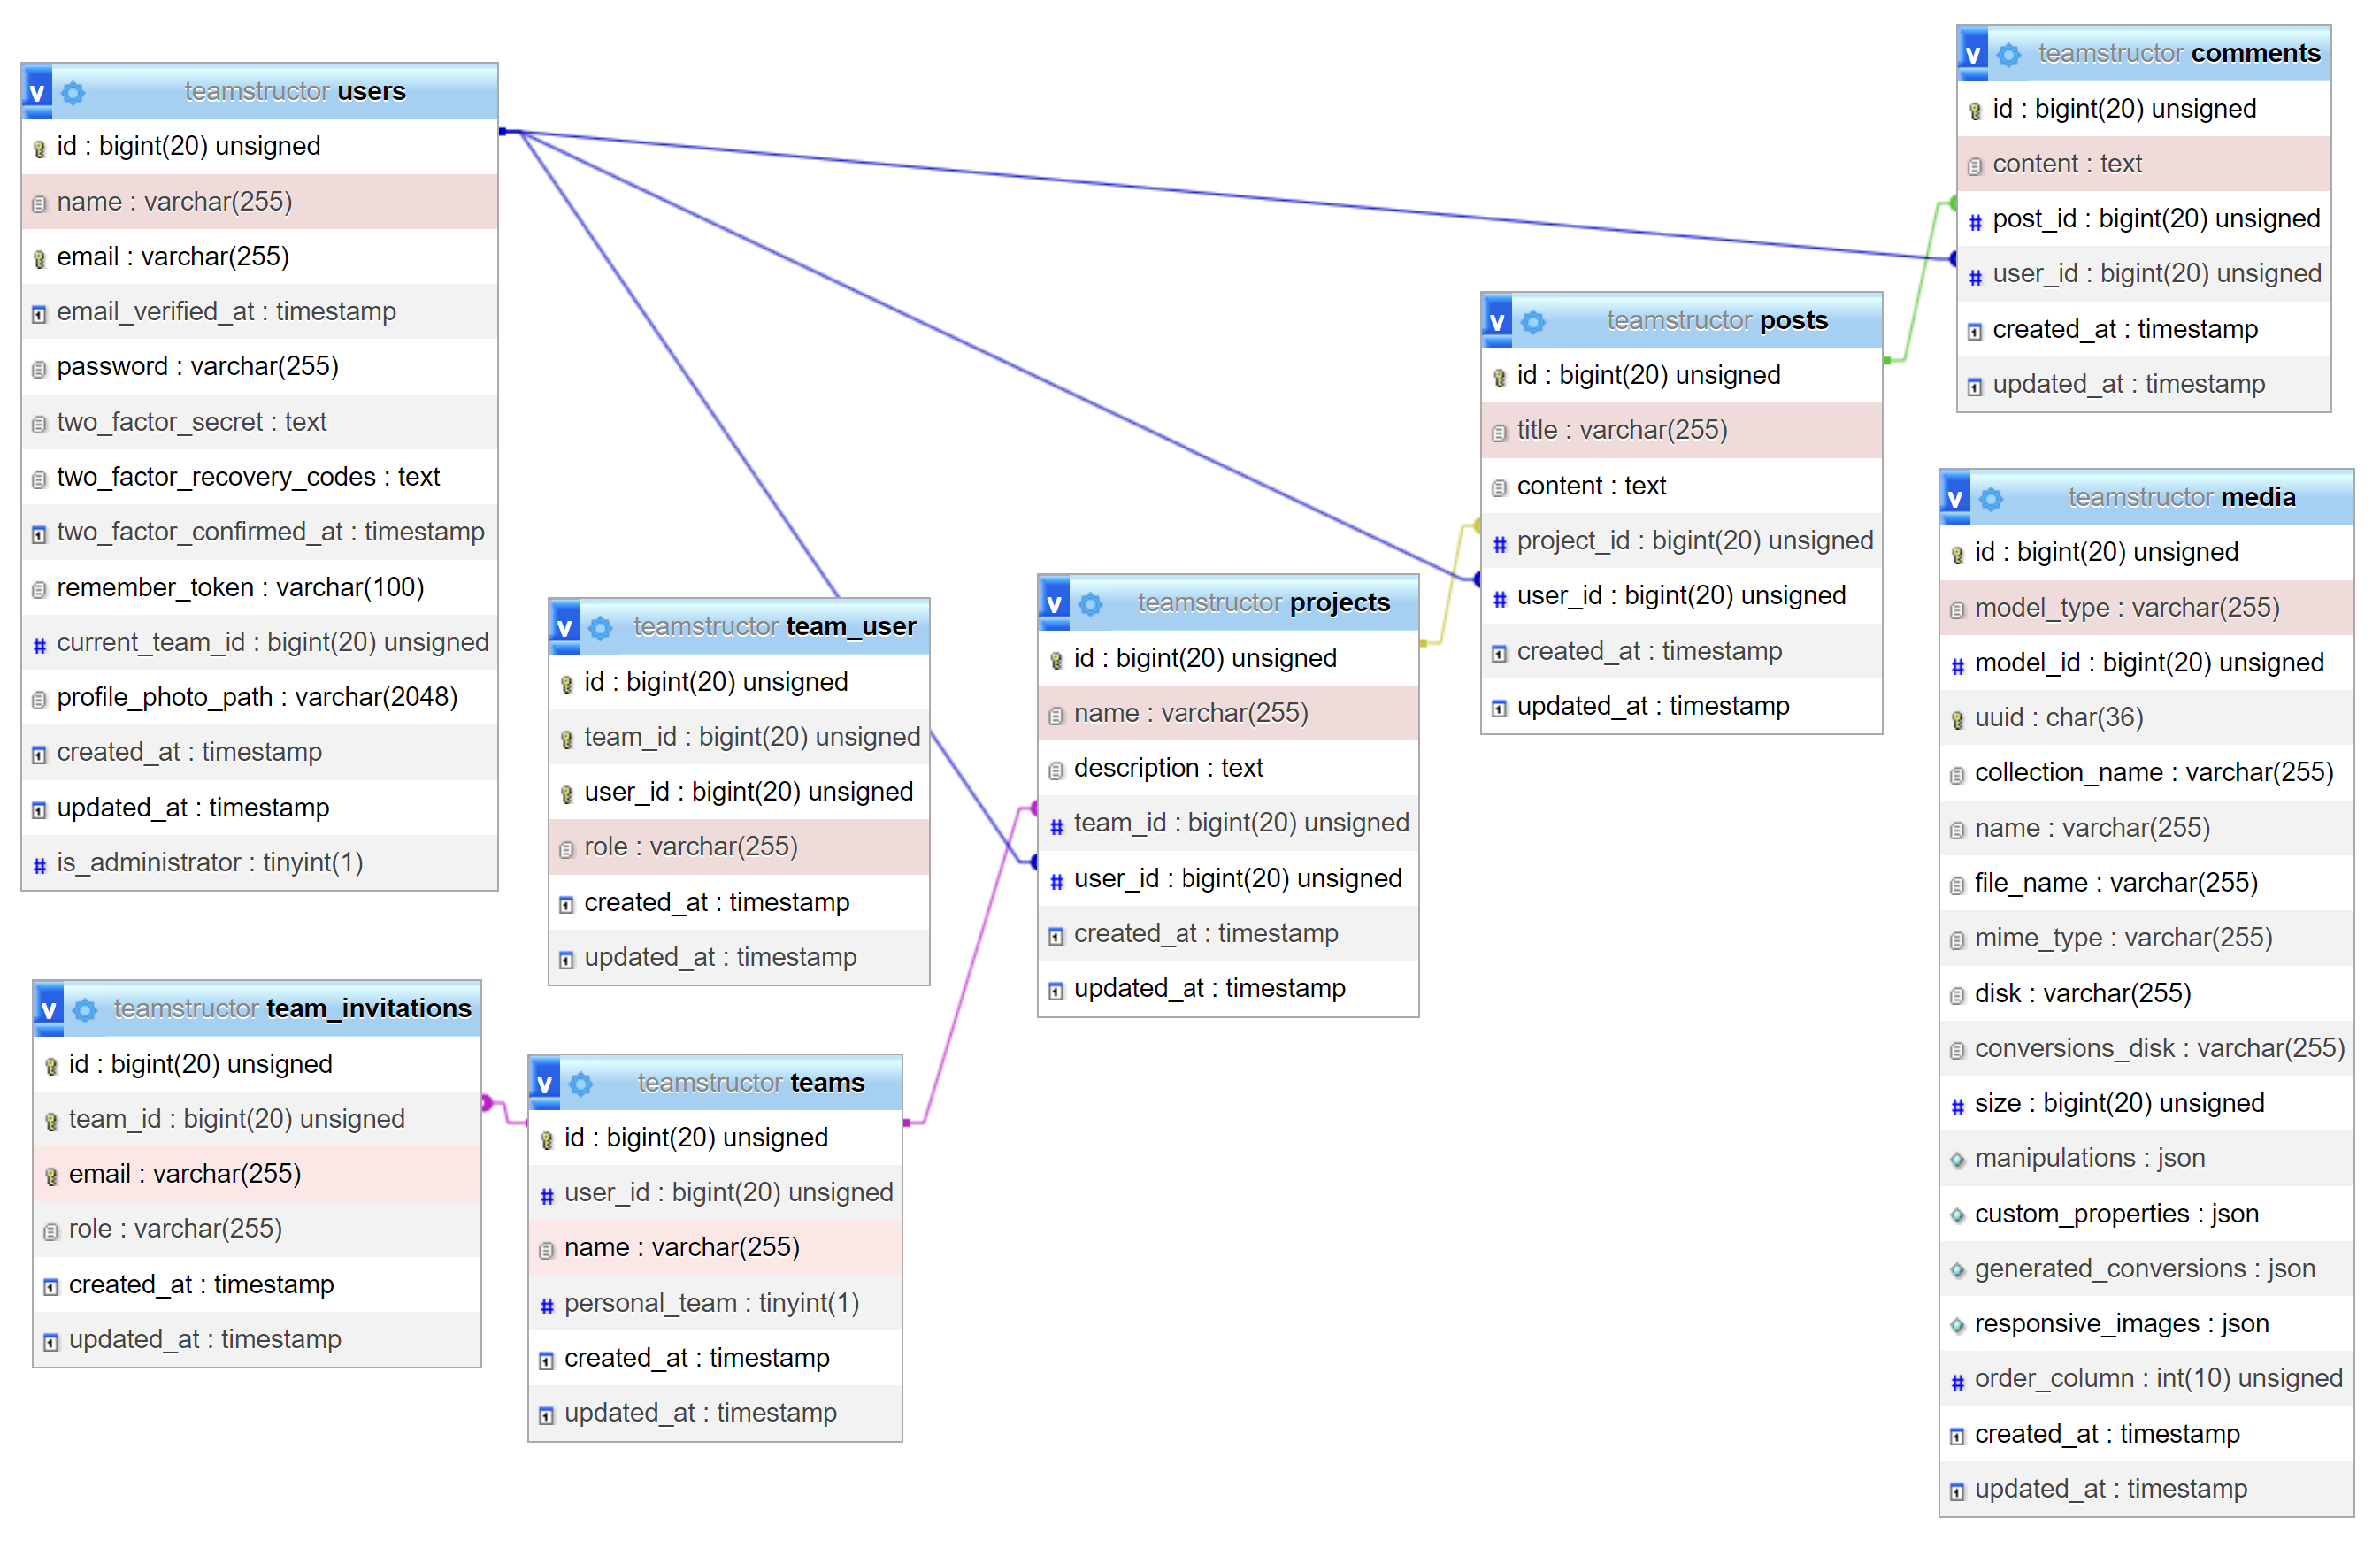 teamstructor users
id : bigint(20) unsigned
name : varchar(255)
email : varchar(255)
email_verified_at : timestamp
password : varchar(255)
two_factor_secret : text
two_factor_recovery_codes : text
two_factor_confirmed_at : timestamp
remember_token : varchar(100)
current_team_id : bigint(20) unsigned
profile_photo_path : varchar(2048)
created_at : timestamp
updated_at : timestamp
is_administrator : tinyint(1)
teamstructor team_invitations
id : bigint(20) unsigned
team_id : bigint(20) unsigned
email : varchar(255)
role : varchar(255)
created_at : timestamp
updated_at : timestamp
teamstructor team_user
id : bigint(20) unsigned
team_id : bigint(20) unsigned
user_id : bigint(20) unsigned
role : varchar(255)
created_at : timestamp
updated_at : timestamp
teamstructor teams
id : bigint(20) unsigned
user_id : bigint(20) unsigned
name : varchar(255)
personal_team : tinyint(1)
created_at : timestamp
updated_at : timestamp
teamstructor projects
id : bigint(20) unsigned
name : varchar(255)
description : text
team_id : bigint(20) unsigned
user_id : bigint(20) unsigned
created_at : timestamp
updated_at : timestamp
teamstructor posts
id : bigint(20) unsigned
title : varchar(255)
content : text
project_id : bigint(20) unsigned
user_id : bigint(20) unsigned
created_at : timestamp
updated_at : timestamp
teamstructor comments
id : bigint(20) unsigned
content : text
post_id : bigint(20) unsigned
user_id : bigint(20) unsigned
created_at : timestamp
updated_at : timestamp
teamstructor media
id : bigint(20) unsigned
model_type : varchar(255)
model_id : bigint(20) unsigned
uuid : char(36)
collection_name : varchar(255)
name : varchar(255)
file_name : varchar(255)
mime_type : varchar(255)
disk : varchar(255)
conversions_disk : varchar(255)
size : bigint(20) unsigned
manipulations : json
custom_properties : json
generated_conversions : json
responsive_images : json
order_column : int(10) unsigned
created_at : timestamp
updated_at : timestamp